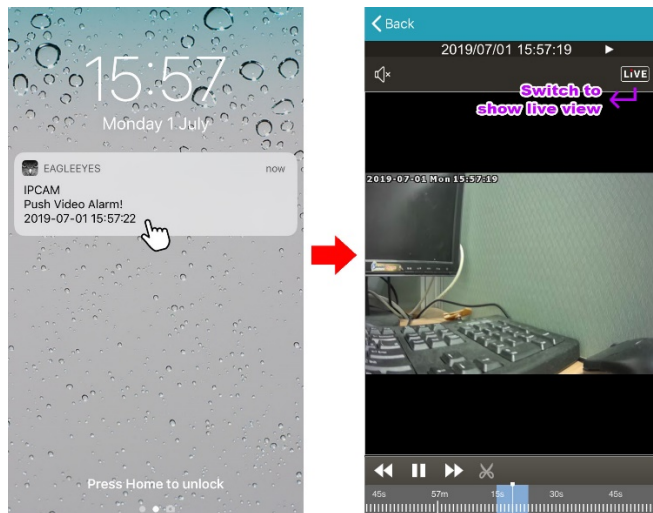 15:57
Monday 1 July
EAGLEEYES
now
IPCAM
Push Video Alarm!
2019-07-01 15:57:22
Press Home to unlock
Back
2019/07/01 15:57:19
LIVE
Switch to
show live view
2019-07-01 Mon 15:57:19
45s
57m
15s
30s
45s